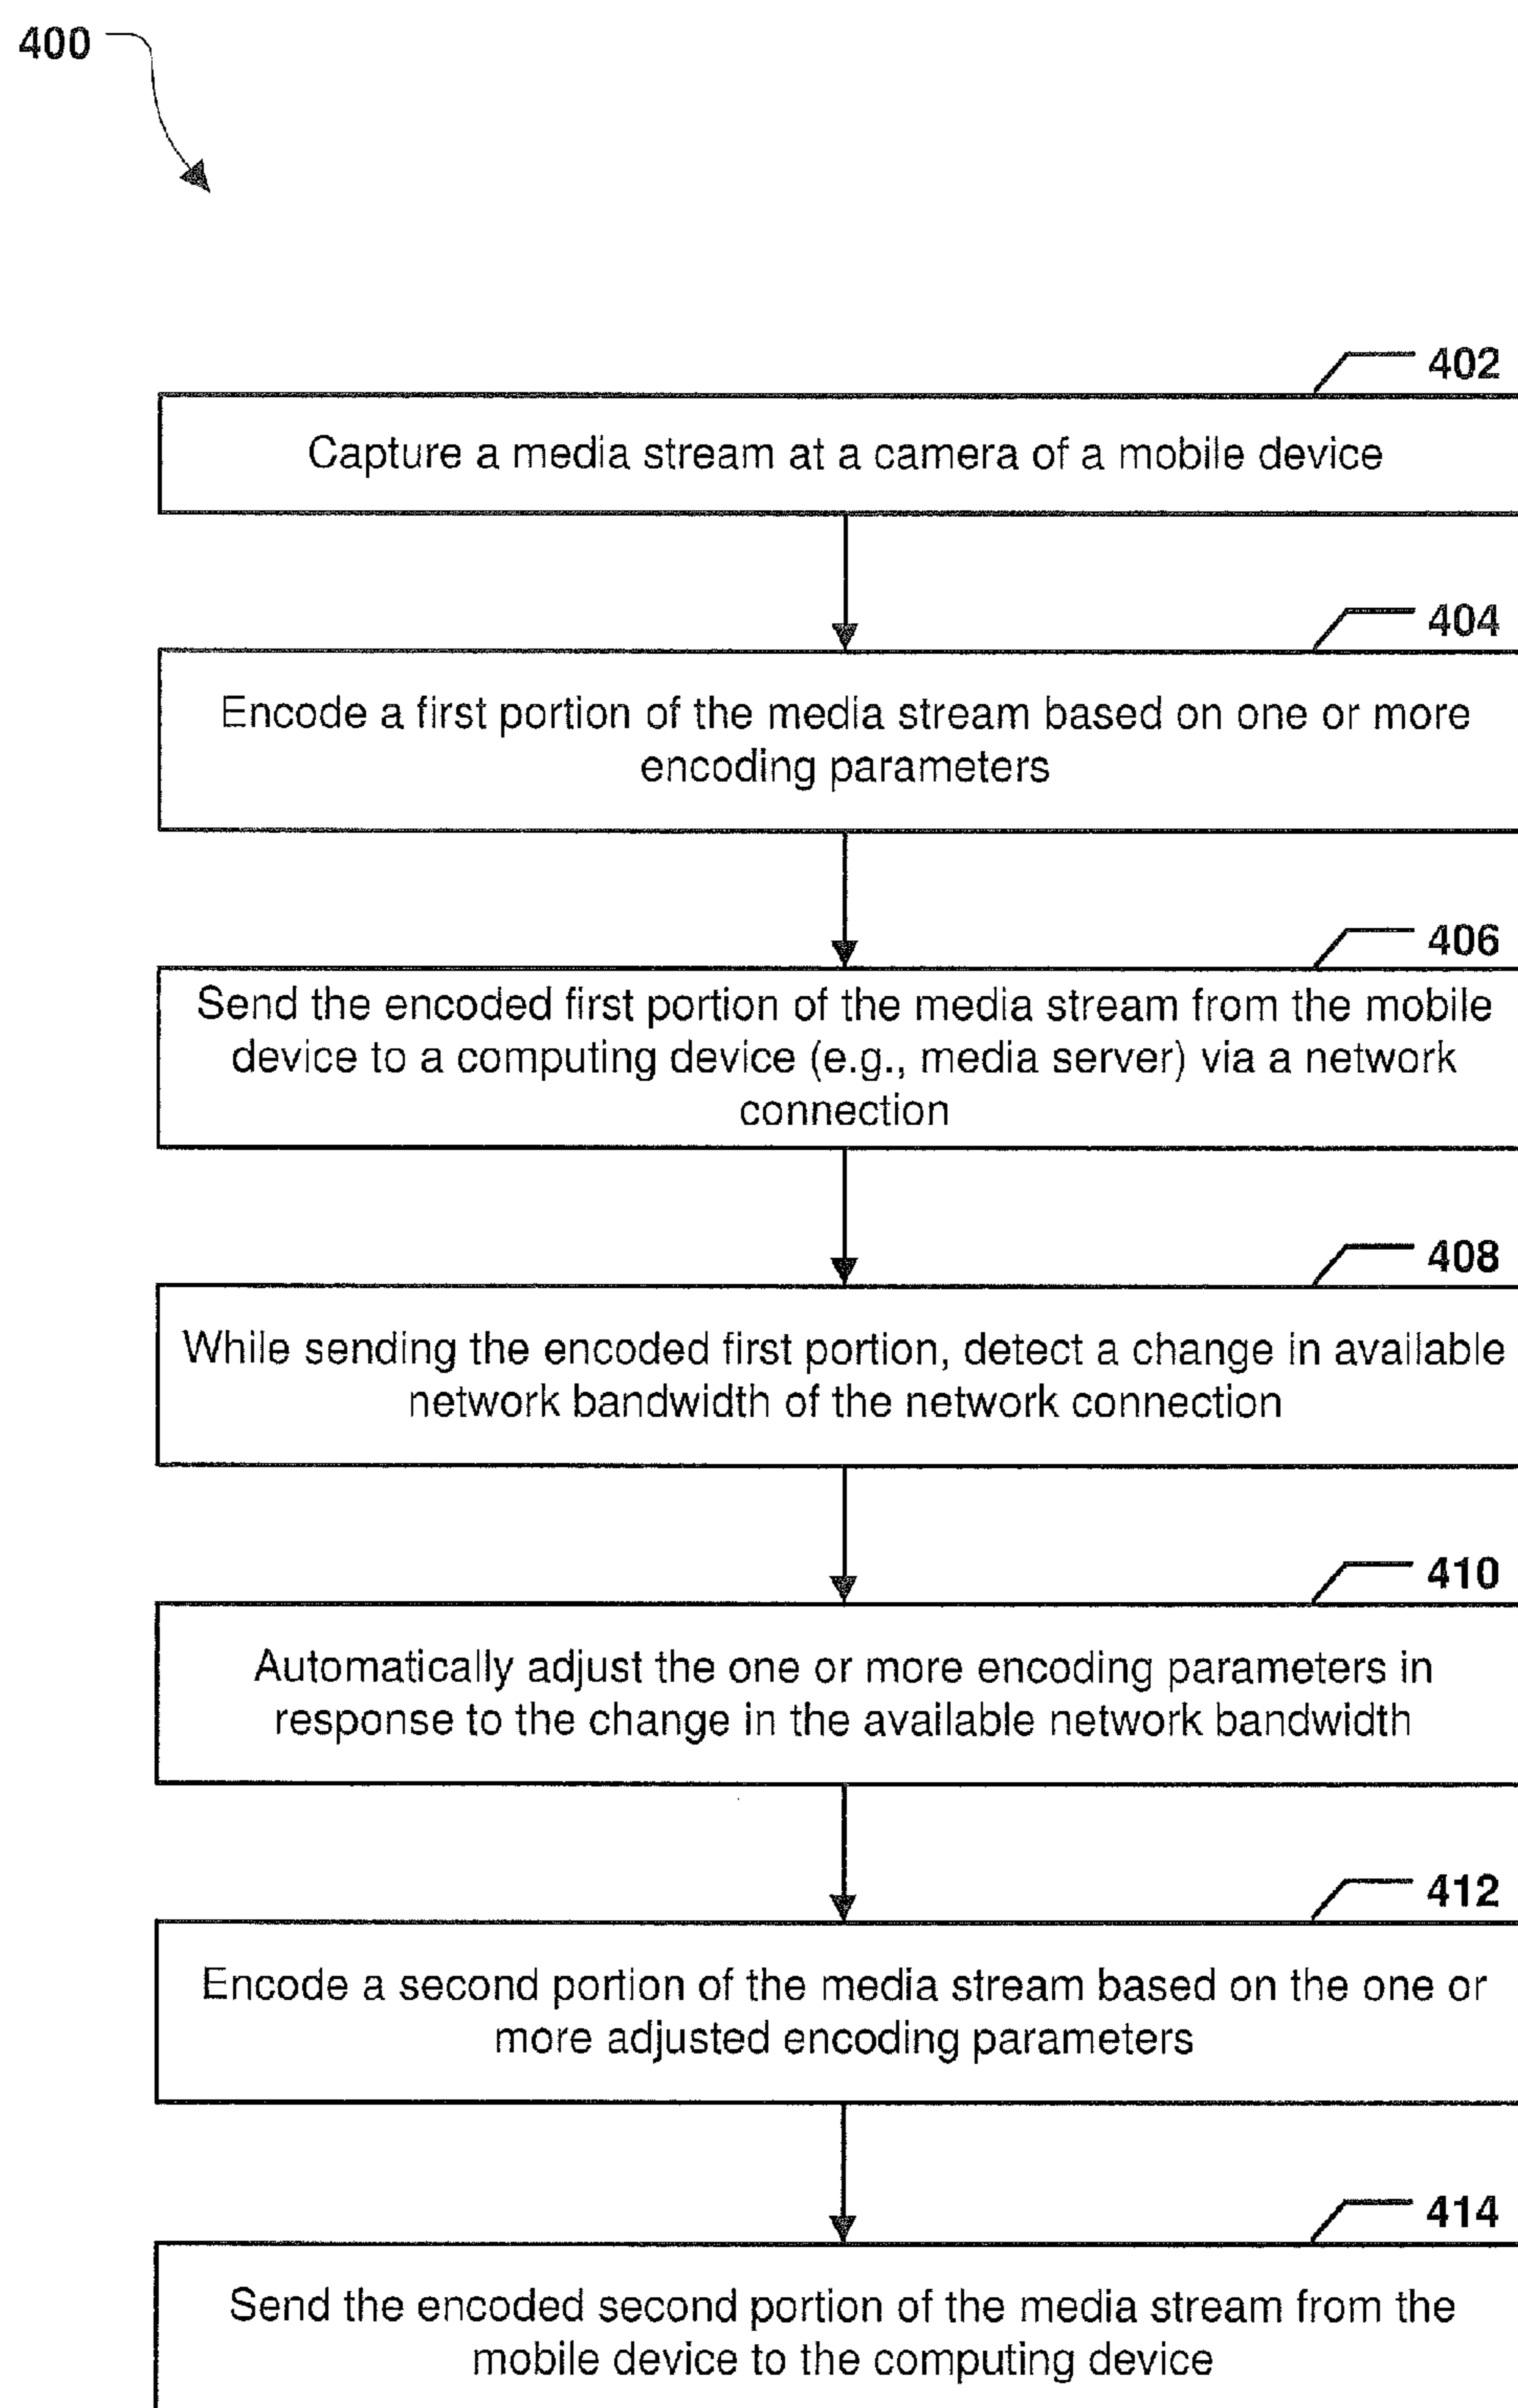 400
402
Capture a media stream at a camera of a mobile device
404
Encode a first portion of the media stream based on one or more
encoding parameters
406
Send the encoded first portion of the media stream from the mobile
device to a computing device (e.g., media server) via a network
connection
408
While sending the encoded first portion, detect a change in available
network bandwidth of the network connection
410
Automatically adjust the one or more encoding parameters in
response to the change in the available network bandwidth
412
Encode a second portion of the media stream based on the one or
more adjusted encoding parameters
414
Send the encoded second portion of the media stream from the
mobile device to the computing device